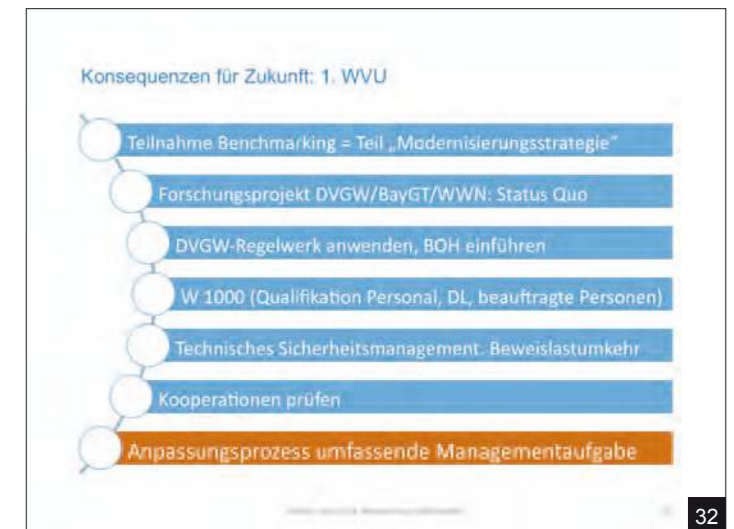 Konsequenzen für Zukunft: 1. WVU
Teilnahme Benchmarking = Teil „Modernisierungsstrategie“
Forschungsprojekt DVGW/BayGT/WWN: Status Quo
DVGW-Regelwerk anwenden, BOH einführen
W 1000 (Qualifikation Personal, DL, beauftragte Personen)
Technisches Sicherheitsmanagement. Beweislastumkehr
Kooperationen prüfen
Anpassungsprozess umfassende Managementaufgabe
32